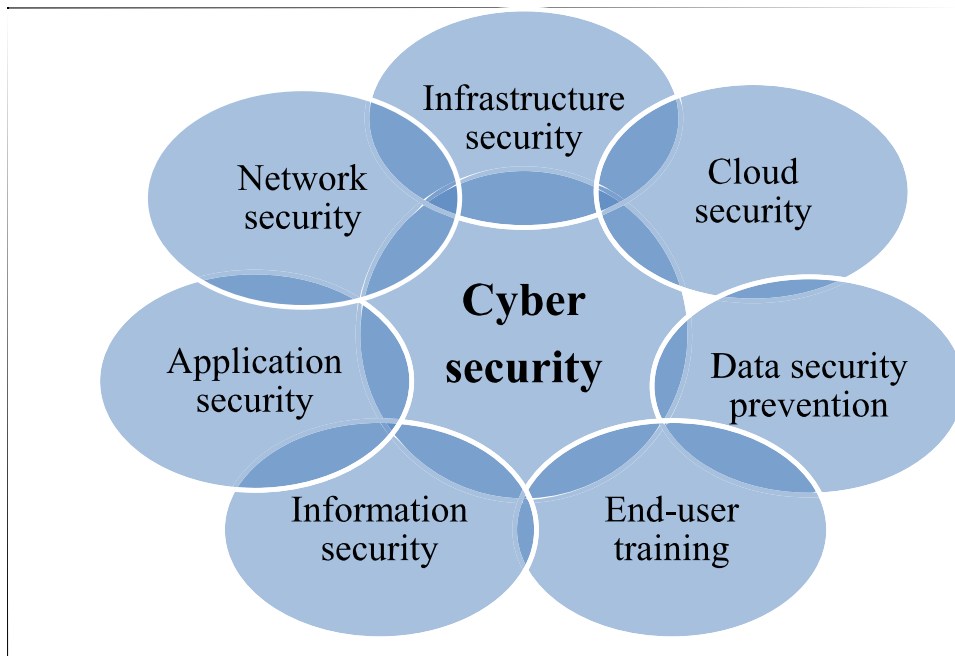 Infrastructure
security
Cloud
security
Network
security
Cyber
security
Data security
prevention
Application
security
End-user
training
Information
security